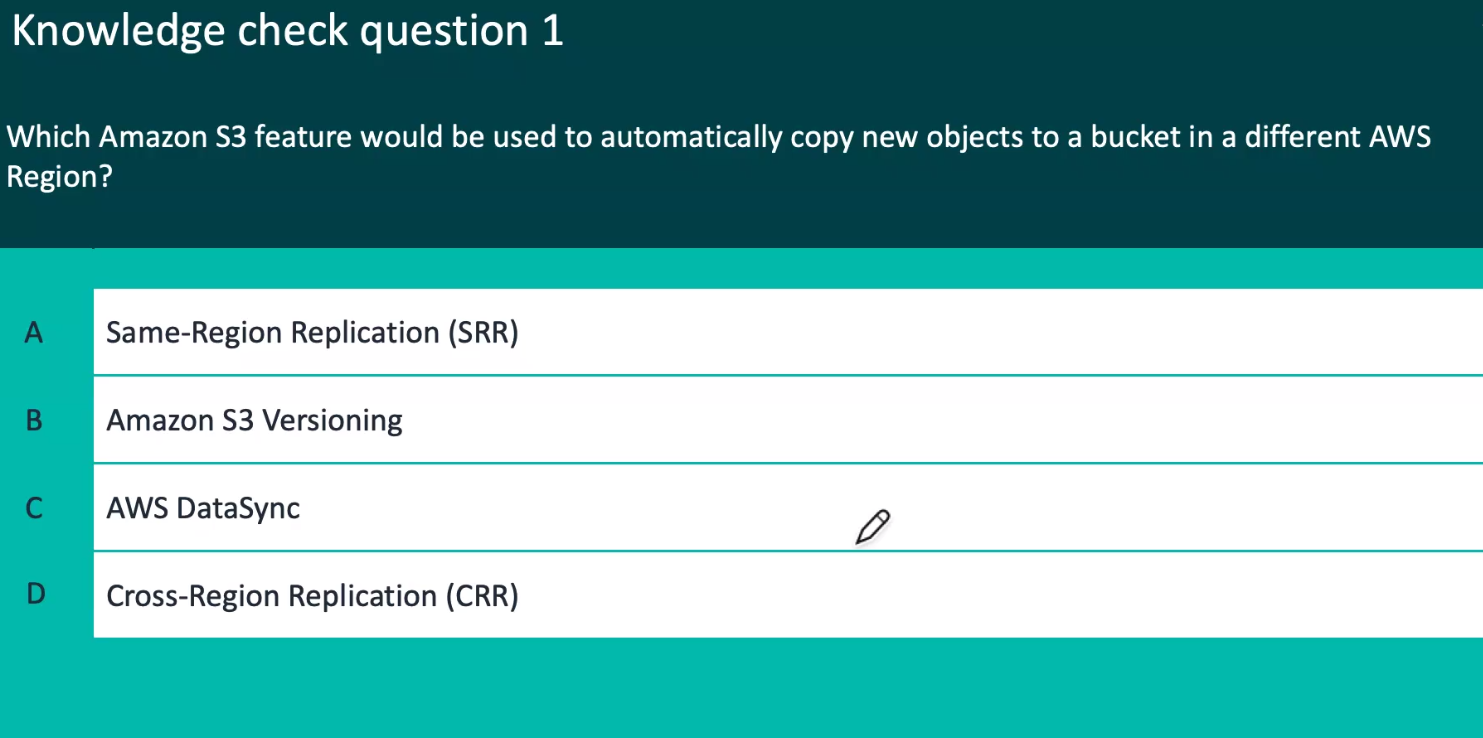 Knowledge check question 1
Which Amazon S3 feature would be used to automatically copy new objects to a bucket in a different AWS
Region?
A Same-Region Replication (SRR)
B Amazon S3 Versioning
C AWS DataSync
D Cross-Region Replication (CRR)